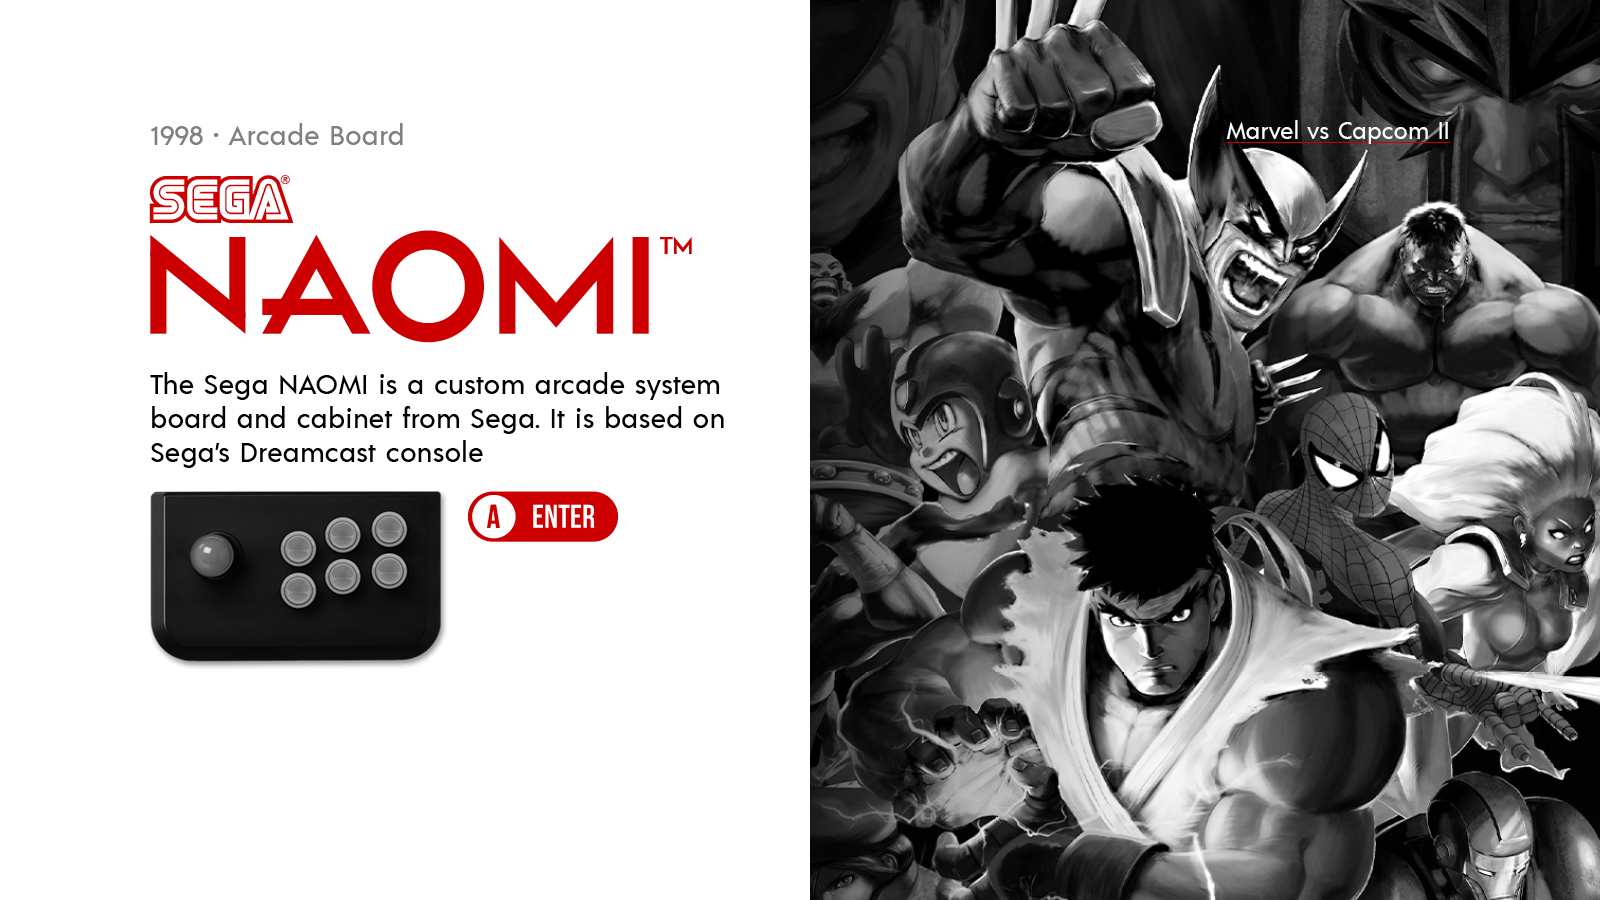 1998 · Arcade Board
SEGA®
NAOMI™
The Sega NAOMI is a custom arcade system
board and cabinet from Sega. It is based on
Sega's Dreamcast console
A ENTER
Marvel vs Capcom II